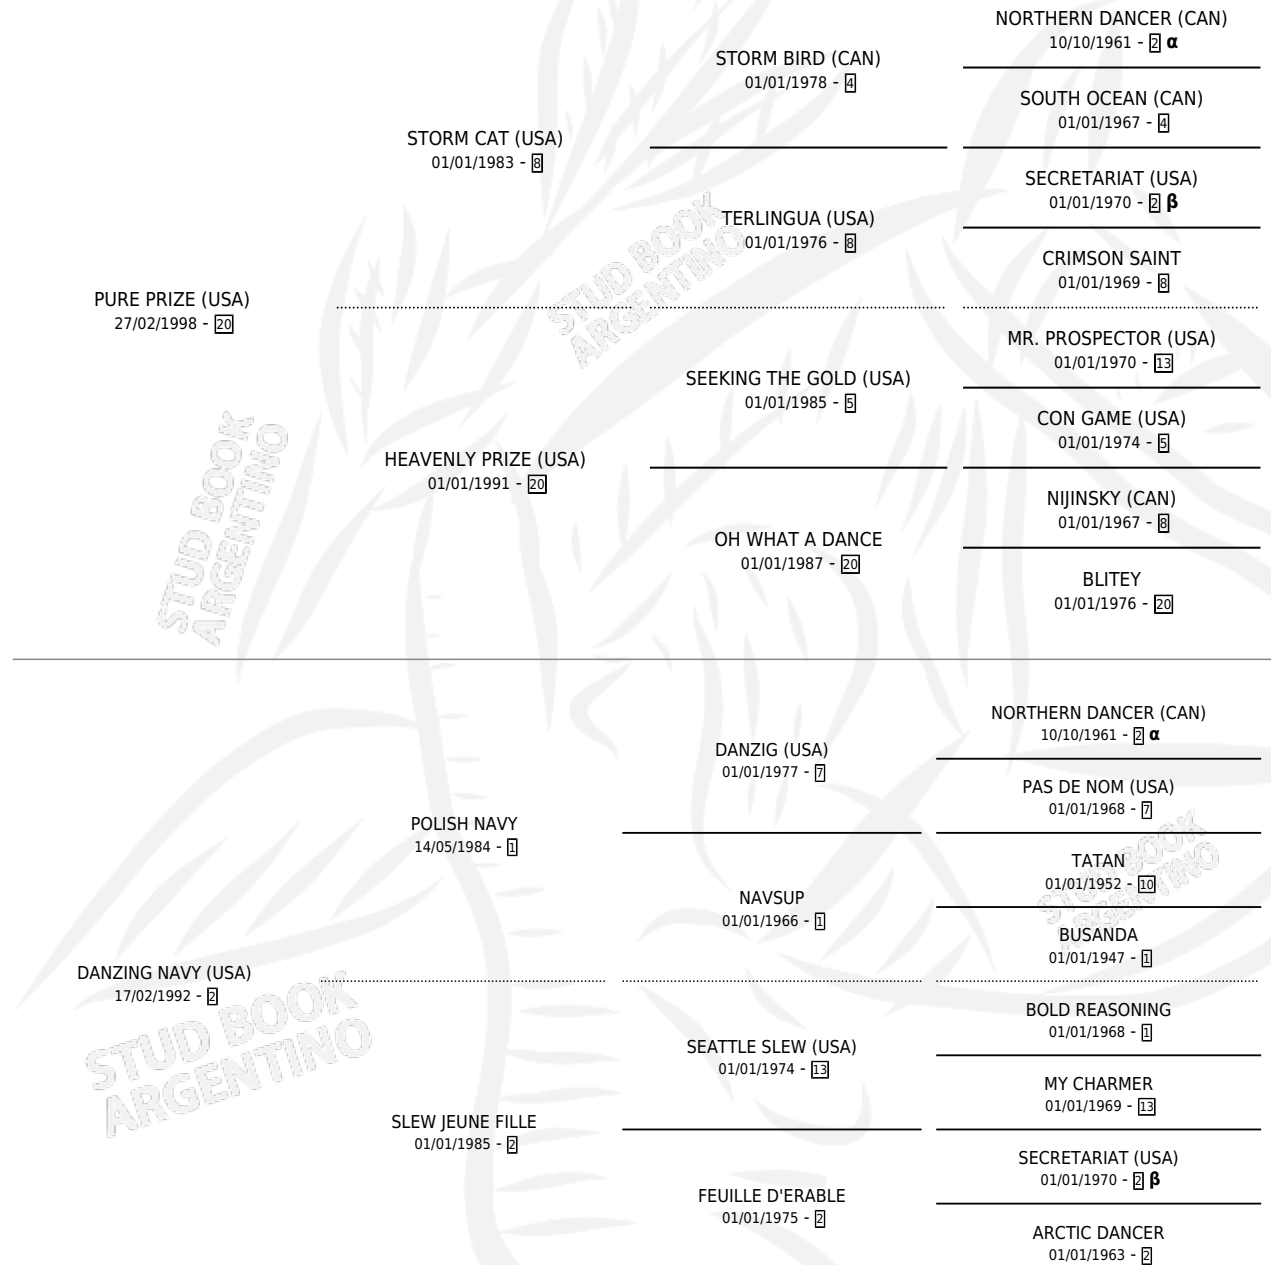 NORTHERN DANCER (CAN)
10/10/1961 - 2 α
STORM BIRD (CAN)
01/01/1978 - 4
SOUTH OCEAN (CAN)
01/01/1967 - 4
STORM CAT (USA)
01/01/1983 - 8
SECRETARIAT (USA)
01/01/1970 - 2 β
TERLINGUA (USA)
01/01/1976 - 8
CRIMSON SAINT
01/01/1969 - 8
PURE PRIZE (USA)
27/02/1998 - 20
MR. PROSPECTOR (USA)
01/01/1970 - 13
SEEKING THE GOLD (USA)
01/01/1985 - 5
CON GAME (USA)
01/01/1974 - 5
HEAVENLY PRIZE (USA)
01/01/1991 - 20
NIJINSKY (CAN)
01/01/1967 - 8
OH WHAT A DANCE
01/01/1987 - 20
BLITEY
01/01/1976 - 20
NORTHERN DANCER (CAN)
10/10/1961 - 2 α
DANZIG (USA)
01/01/1977 - 7
PAS DE NOM (USA)
01/01/1968 - 7
POLISH NAVY
14/05/1984 - 1
TATAN
01/01/1952 - 10
NAVSUP
01/01/1966 - 1
BUSANDA
01/01/1947 - 1
DANZING NAVY (USA)
17/02/1992 - 2
BOLD REASONING
01/01/1968 - 1
SEATTLE SLEW (USA)
01/01/1974 - 13
MY CHARMER
01/01/1969 - 13
SLEW JEUNE FILLE
01/01/1985 - 2
SECRETARIAT (USA)
01/01/1970 - 2 β
FEUILLE D'ERABLE
01/01/1975 - 2
ARCTIC DANCER
01/01/1963 - 2
STUD BOOK
ARGENTINO
STUD BOOK
ARGENTINO
STUD BOOK
ARGENTINO
STUD BOOK
ARGENTINO